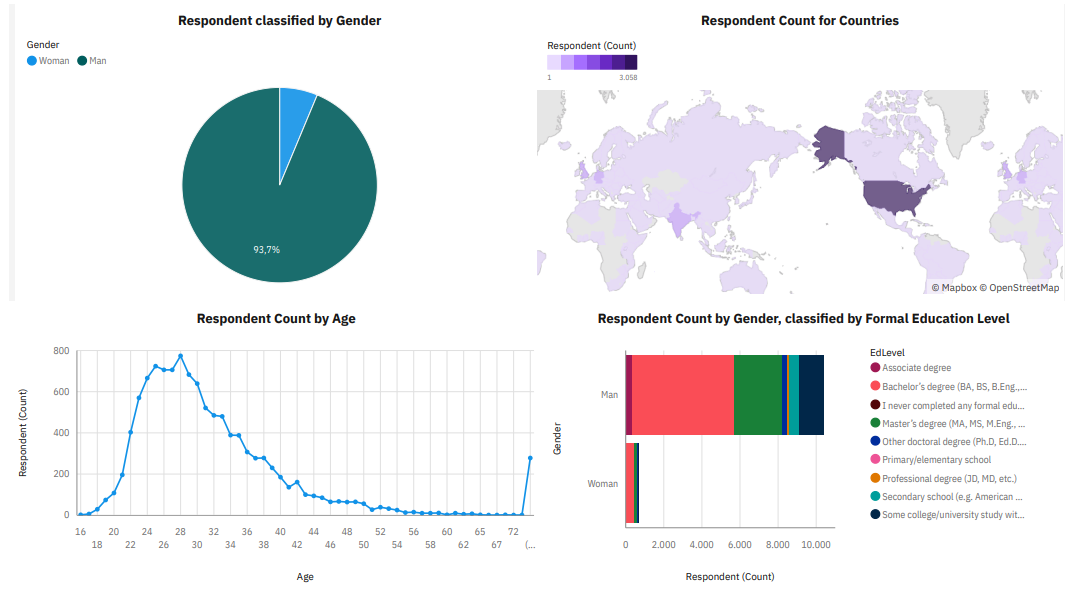 Respondent classified by Gender
Gender
Woman Man
93,7%
Respondent Count for Countries
Respondent (Count)
1 3.058
© Mapbox © OpenStreetMap
Respondent Count by Age
Respondent (Count)
800
600
400
200
0
16 20 24 28 32 36 40 44 48 52 56 60 65 72
18 22 26 30 34 38 42 46 50 54 58 62 67 (...
Age
Respondent Count by Gender, classified by Formal Education Level
Gender
Man
Woman
0 2.000 4.000 6.000 8.000 10.000
Respondent (Count)
EdLevel
Associate degree
Bachelor's degree (BA, BS, B.Eng.,...
I never completed any formal edu...
Master's degree (MA, MS, M.Eng., ...
Other doctoral degree (Ph.D, Ed.D....
Primary/elementary school
Professional degree (JD, MD, etc.)
Secondary school (e.g. American ...
Some college/university study wit...